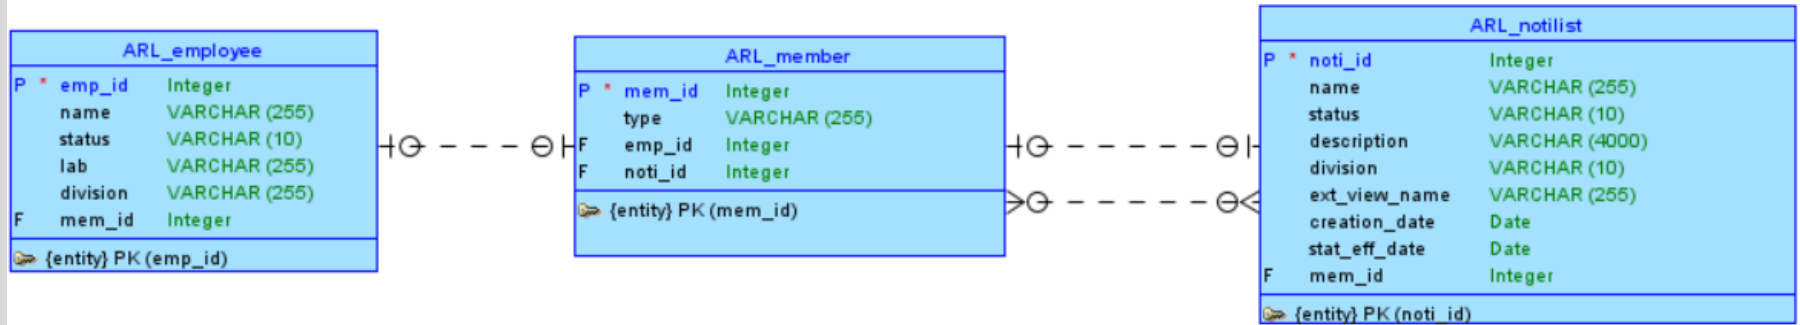 ARL_employee
P * emp_id Integer
name VARCHAR (255)
status VARCHAR (10)
lab VARCHAR (255)
division VARCHAR (255)
F mem_id Integer
{entity} PK (emp_id)
ARL_member
P * mem_id Integer
type VARCHAR (255)
F emp_id Integer
F noti_id Integer
{entity} PK (mem_id)
ARL_notilist
P * noti_id Integer
name VARCHAR (255)
status VARCHAR (10)
description VARCHAR (4000)
division VARCHAR (10)
ext_view_name VARCHAR (255)
creation_date Date
stat_eff_date Date
F mem_id Integer
{entity} PK (noti_id)